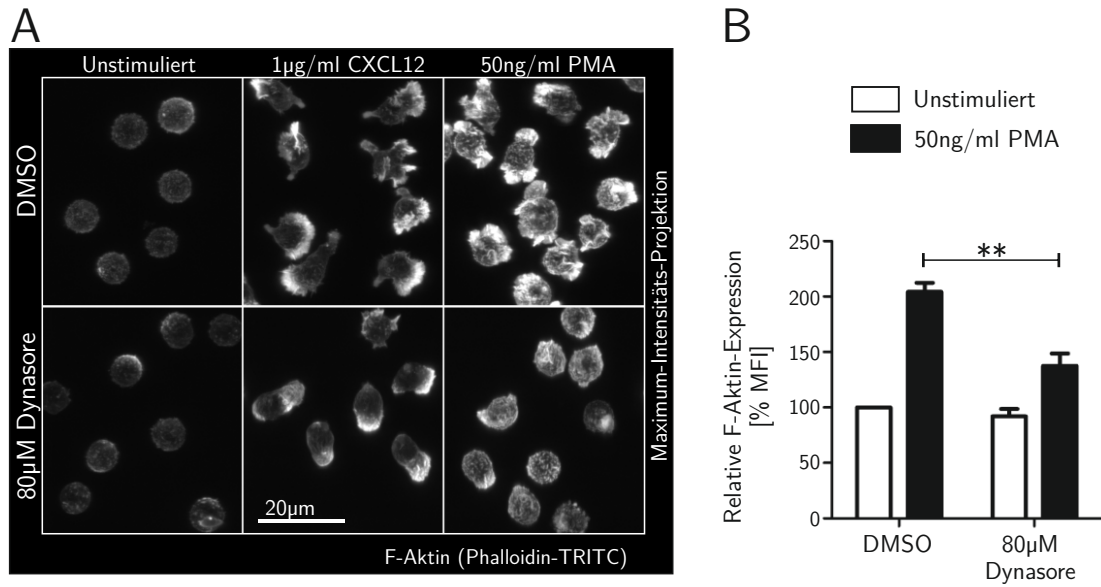 A
Unstimuliert
1µg/ml CXCL12
50ng/ml PMA
DMSO
80µM Dynasore
Maximum-Intensitäts-Projektion
20µm
F-Aktin (Phalloidin-TRITC)
B
Unstimuliert
50ng/ml PMA
Relative F-Aktin-Expression
[% MFI]
250
200
150
100
50
0
**
DMSO
80µM
Dynasore